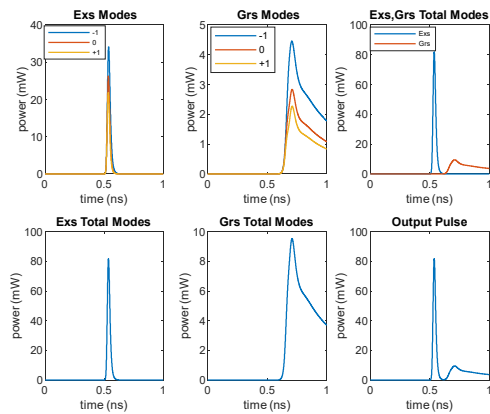 Exs Modes
-1
0
+1
40
30
20
10
0
power (mW)
0
0.5
1
time (ns)
Grs Modes
-1
0
+1
5
4
3
2
1
0
power (mW)
0
0.5
1
time (ns)
Exs,Grs Total Modes
Exs
Grs
100
80
60
40
20
0
power (mW)
0
0.5
1
time (ns)
Exs Total Modes
100
80
60
40
20
0
power (mW)
0
0.5
1
time (ns)
Grs Total Modes
10
8
6
4
2
0
power (mW)
0
0.5
1
time (ns)
Output Pulse
100
80
60
40
20
0
power (mW)
0
0.5
1
time (ns)